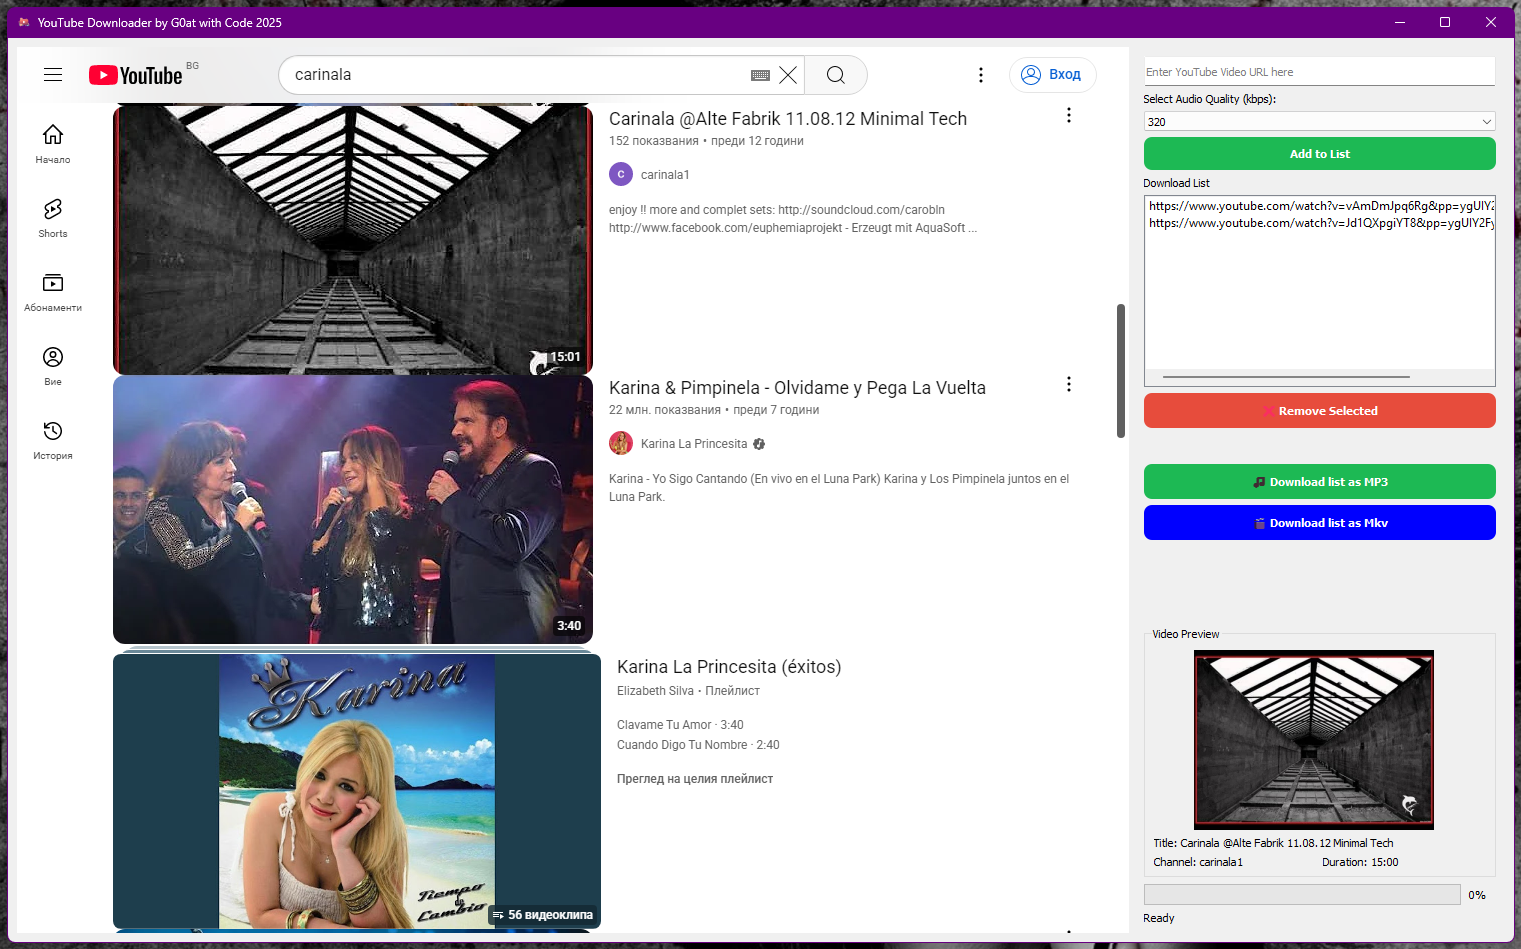 YouTube Downloader by G0at with Code 2025
YouTube BG
carinala
Вход
Начало
Shorts
Абонаменти
Вие
История
15:01
Carinala @Alte Fabrik 11.08.12 Minimal Tech
152 показвания • преди 12 години
C carinala1
enjoy !! more and complet sets: http://soundcloud.com/carobln
http://www.facebook.com/euphemiaprojekt - Erzeugt mit AquaSoft ...
3:40
Karina & Pimpinela - Olvidame y Pega La Vuelta
22 млн. показвания • преди 7 години
Karina La Princesita
Karina - Yo Sigo Cantando (En vivo en el Luna Park) Karina y Los Pimpinela juntos en el
Luna Park.
Karina
Tiempo
de
Cambio
56 видеоклипа
Karina La Princesita (éxitos)
Elizabeth Silva • Плейлист
Clavame Tu Amor · 3:40
Cuando Digo Tu Nombre · 2:40
Преглед на целия плейлист
Enter YouTube Video URL here
Select Audio Quality (kbps):
320
Add to List
Download List
https://www.youtube.com/watch?v=vAmDmJpq6Rg&pp=ygUIY2
https://www.youtube.com/watch?v=Jd1QXpgiYT8&pp=ygUIY2Fy
Remove Selected
Download list as MP3
Download list as Mkv
Video Preview
Title: Carinala @Alte Fabrik 11.08.12 Minimal Tech
Channel: carinala1 Duration: 15:00
0%
Ready